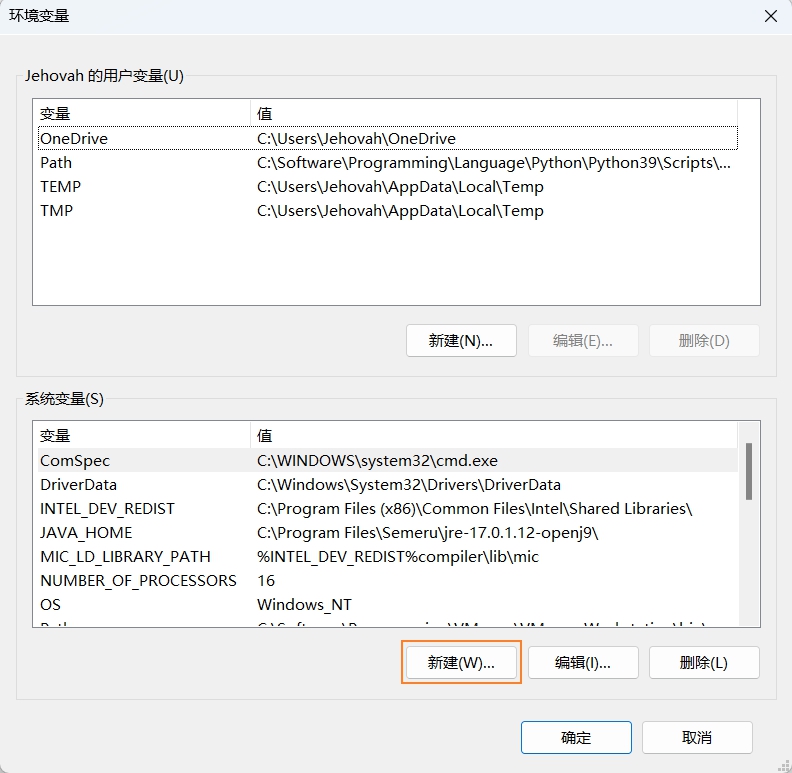 环境变量
Jehovah 的用户变量(U)
变量 值
OneDrive C:\Users\Jehovah\OneDrive
Path C:\Software\Programming\Language\Python\Python39\Scripts\...
TEMP C:\Users\Jehovah\AppData\Local\Temp
TMP C:\Users\Jehovah\AppData\Local\Temp
新建(N)... 编辑(E)... 删除(D)
系统变量(S)
变量 值
ComSpec C:\WINDOWS\system32\cmd.exe
DriverData C:\Windows\System32\Drivers\DriverData
INTEL_DEV_REDIST C:\Program Files (x86)\Common Files\Intel\Shared Libraries\
JAVA_HOME C:\Program Files\Semeru\jre-17.0.1.12-openj9\
MIC_LD_LIBRARY_PATH %INTEL_DEV_REDIST%compiler\lib\mic
NUMBER_OF_PROCESSORS 16
OS Windows_NT
新建(W)... 编辑(I)... 删除(L)
确定 取消